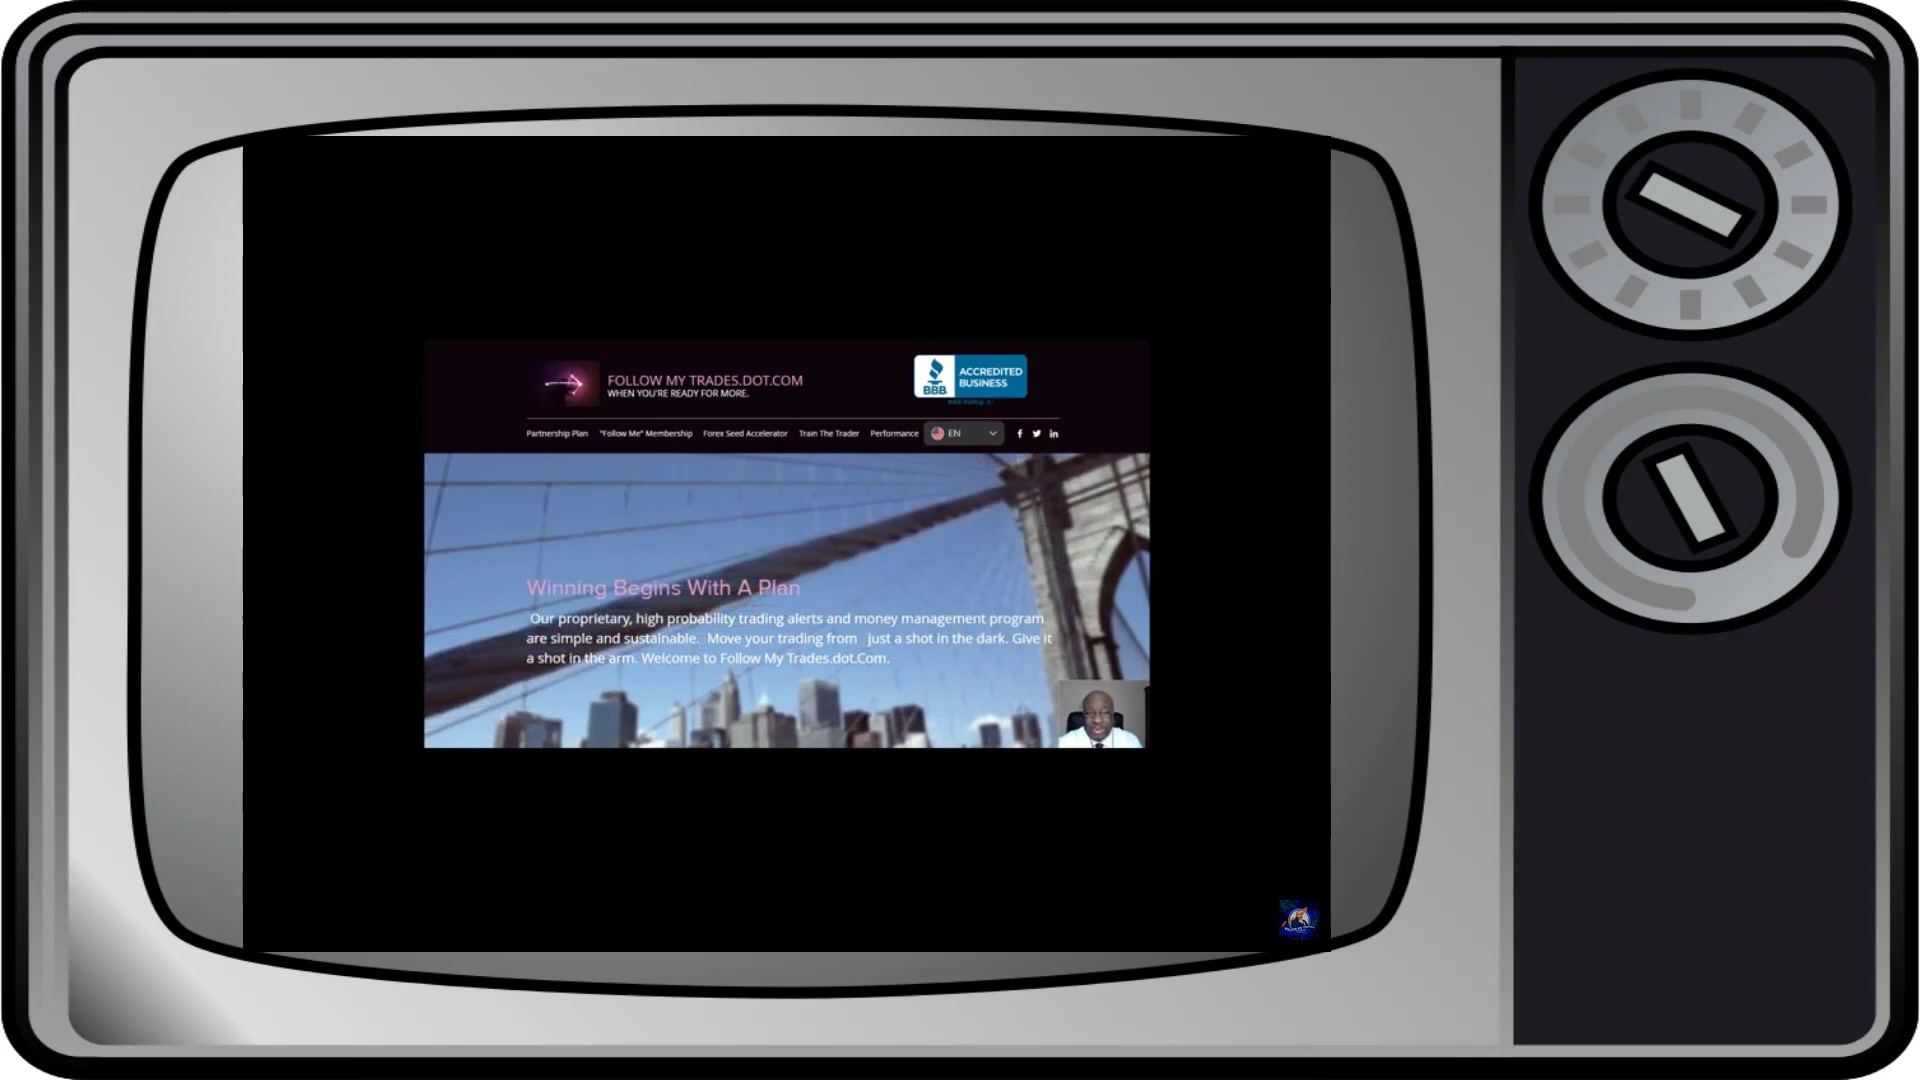 FOLLOW MY TRADES.DOT.COM
WHEN YOU'RE READY FOR MORE.
BBB
ACCREDITED
BUSINESS
Partnership Plan "Follow Me" Membership Forex Seed Accelerator Train The Trader Performance EN
Winning Begins With A Plan
Our proprietary, high probability trading alerts and money management program
are simple and sustainable. Move your trading from just a shot in the dark. Give it
a shot in the arm. Welcome to Follow My Trades.dot.Com.